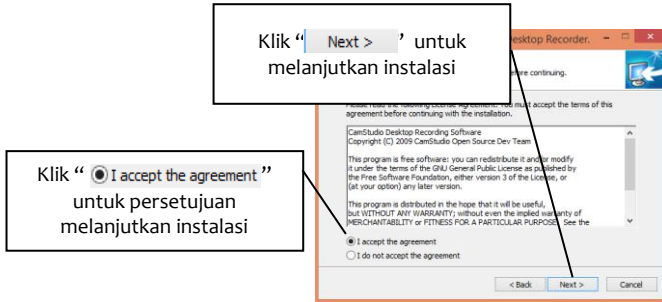 Klik “ Next > ” untuk
melanjutkan instalasi
esktop Recorder.
before continuing.
Please read the following License Agreement. You must accept the terms of this
agreement before continuing with the installation.
CamStudio Desktop Recording Software
Copyright (C) 2009 CamStudio Open Source Dev Team
This program is free software: you can redistribute it and/or modify
it under the terms of the GNU General Public License as published by
the Free Software Foundation, either version 3 of the License, or
(at your option) any later version.
This program is distributed in the hope that it will be useful,
but WITHOUT ANY WARRANTY; without even the implied warranty of
MERCHANTABILITY or FITNESS FOR A PARTICULAR PURPOSE. See the
Klik “ I accept the agreement ”
untuk persetujuan
melanjutkan instalasi
I accept the agreement
I do not accept the agreement
< Back Next > Cancel